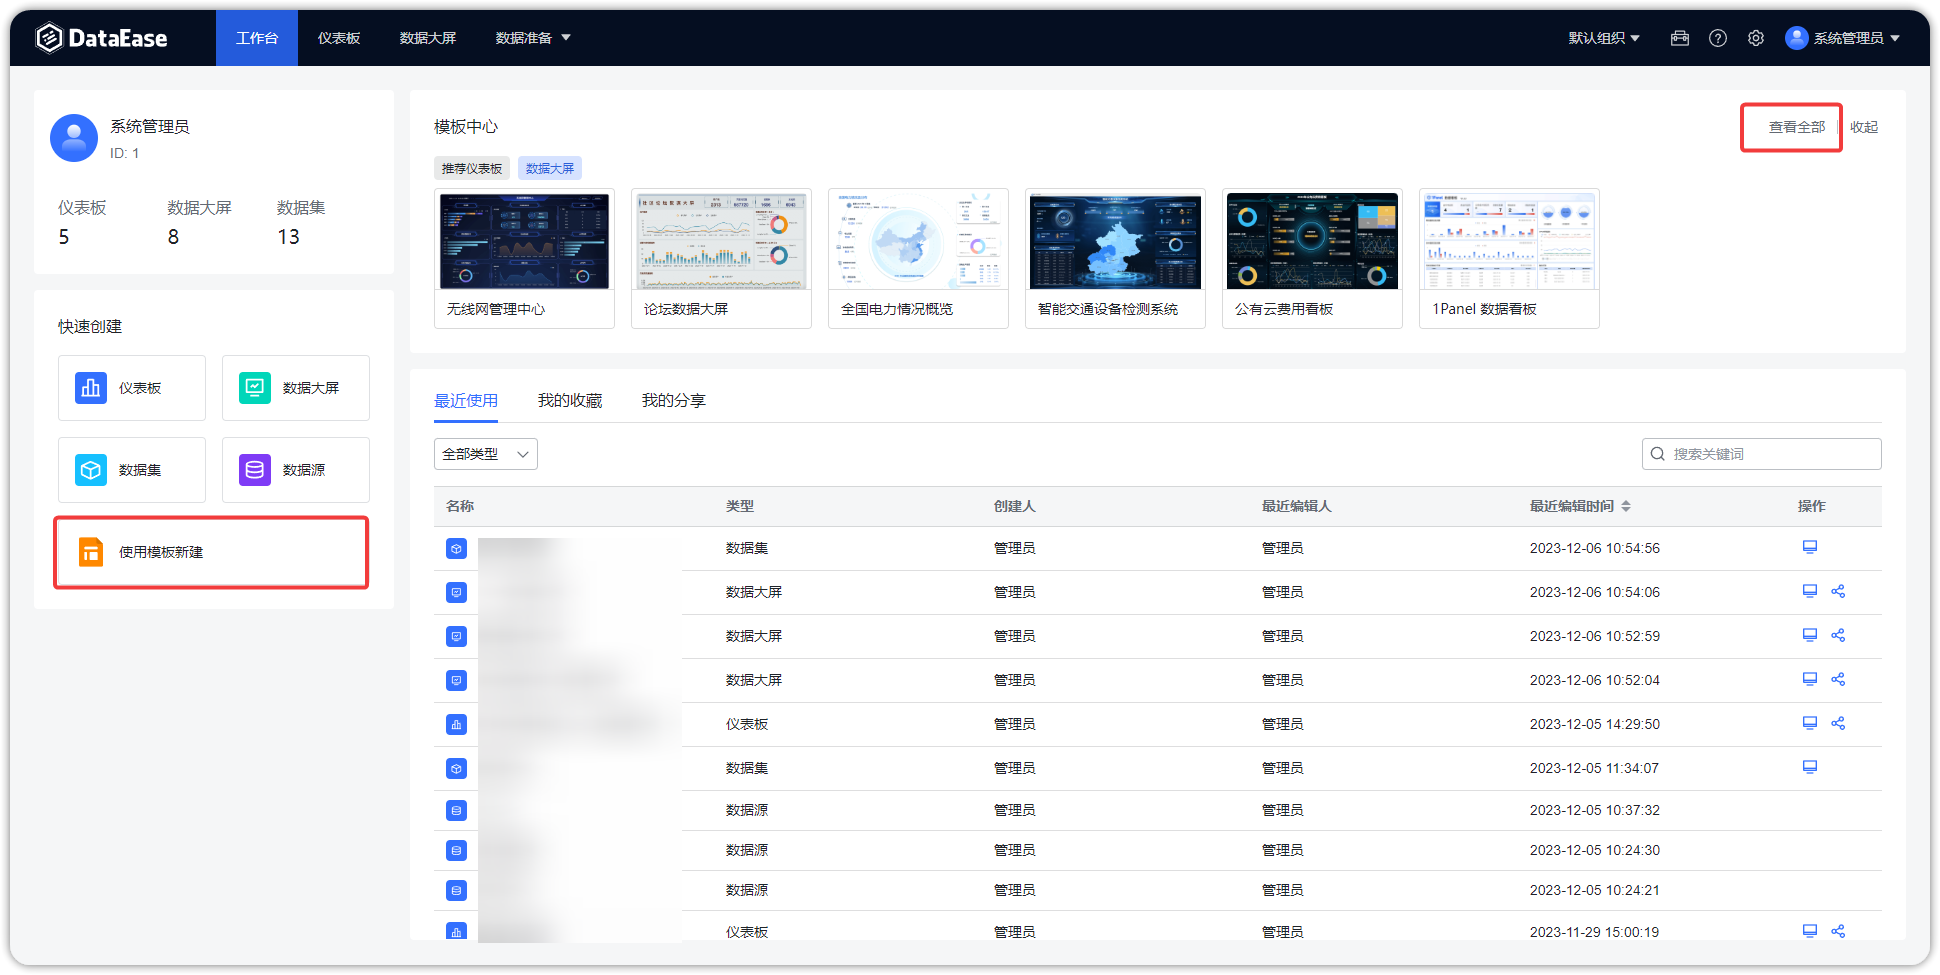 DataEase 工作台 仪表板 数据大屏 数据准备 默认组织 系统管理员
系统管理员
ID: 1
仪表板 数据大屏 数据集
5 8 13
快速创建
仪表板 数据大屏
数据集 数据源
使用模板新建
模板中心 查看全部 收起
推荐仪表板 数据大屏
无线网管理中心 论坛数据大屏 全国电力情况概览 智能交通设备检测系统 公有云费用看板 1Panel 数据看板
最近使用 我的收藏 我的分享
全部类型 搜索关键词
名称 类型 创建人 最近编辑人 最近编辑时间 操作
数据集 管理员 管理员 2023-12-06 10:54:56
数据大屏 管理员 管理员 2023-12-06 10:54:06
数据大屏 管理员 管理员 2023-12-06 10:52:59
数据大屏 管理员 管理员 2023-12-06 10:52:04
仪表板 管理员 管理员 2023-12-05 14:29:50
数据集 管理员 管理员 2023-12-05 11:34:07
数据源 管理员 管理员 2023-12-05 10:37:32
数据源 管理员 管理员 2023-12-05 10:24:30
数据源 管理员 管理员 2023-12-05 10:24:21
仪表板 管理员 管理员 2023-11-29 15:00:19